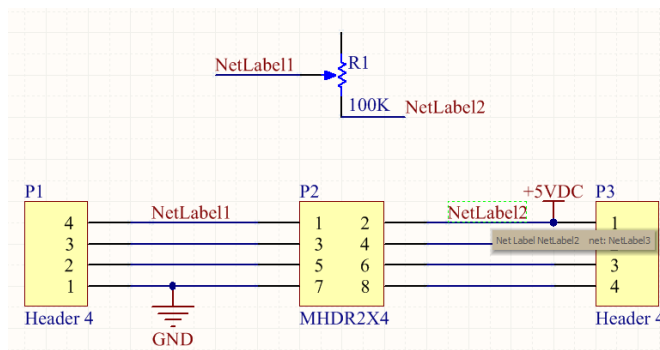 NetLabel1
R1
100K
NetLabel2
P1
P2
+5VDC
P3
4 NetLabel1 1 2 NetLabel2 1
3 3 4
2 5 6 3
1 7 8 4
Net Label NetLabel2 net: NetLabel3
Header 4
MHDR2X4
Header 4
GND